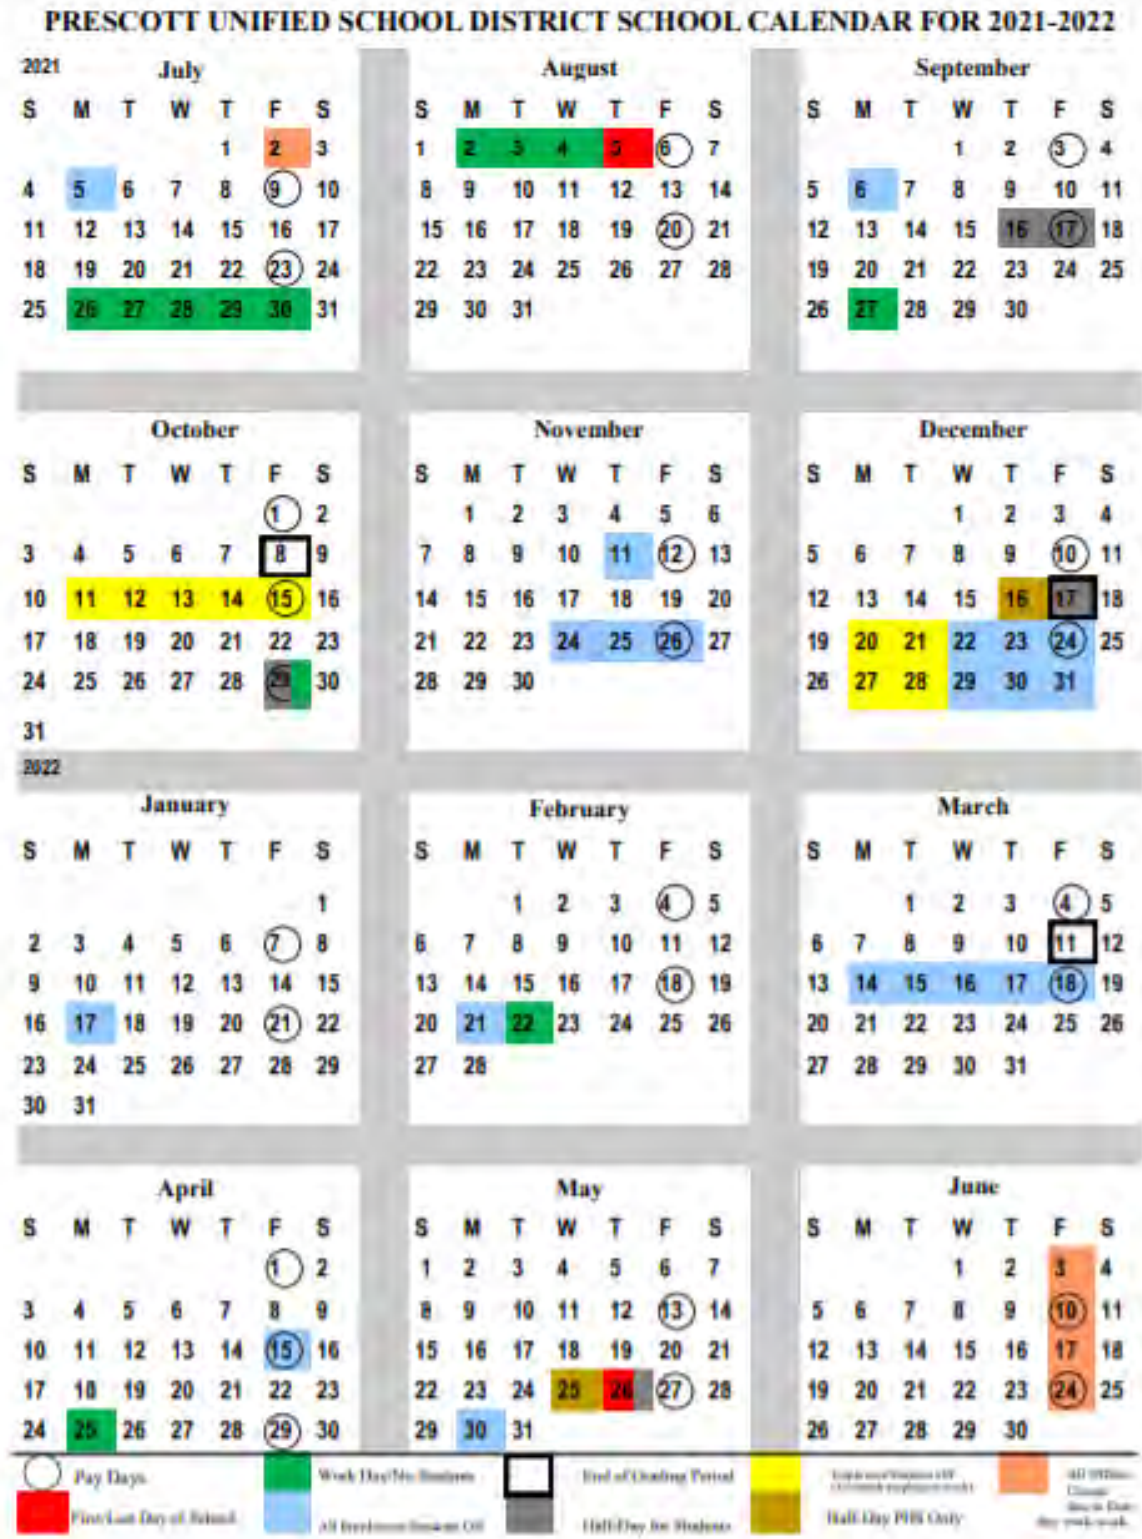 PRESCOTT UNIFIED SCHOOL DISTRICT SCHOOL CALENDAR FOR 2021-2022
2021 July August September
S M T W T F S S M T W T F S S M T W T F S
1 2 3 1 2 3 4 5 6 7 1 2 3 4
4 5 6 7 8 9 10 8 9 10 11 12 13 14 5 6 7 8 9 10 11
11 12 13 14 15 16 17 15 16 17 18 19 20 21 12 13 14 15 16 17 18
18 19 20 21 22 23 24 22 23 24 25 26 27 28 19 20 21 22 23 24 25
25 26 27 28 29 30 31 29 30 31 26 27 28 29 30
October November December
S M T W T F S S M T W T F S S M T W T F S
1 2 1 2 3 4 5 6 1 2 3 4
3 4 5 6 7 8 9 7 8 9 10 11 12 13 5 6 7 8 9 10 11
10 11 12 13 14 15 16 14 15 16 17 18 19 20 12 13 14 15 16 17 18
17 18 19 20 21 22 23 21 22 23 24 25 26 27 19 20 21 22 23 24 25
24 25 26 27 28 29 30 28 29 30 26 27 28 29 30 31
31
2022
January February March
S M T W T F S S M T W T F S S M T W T F S
1 1 2 3 4 5 1 2 3 4 5
2 3 4 5 6 7 8 6 7 8 9 10 11 12 6 7 8 9 10 11 12
9 10 11 12 13 14 15 13 14 15 16 17 18 19 13 14 15 16 17 18 19
16 17 18 19 20 21 22 20 21 22 23 24 25 26 20 21 22 23 24 25 26
23 24 25 26 27 28 29 27 28 27 28 29 30 31
30 31
April May June
S M T W T F S S M T W T F S S M T W T F S
1 2 1 2 3 4 5 6 7 1 2 3 4
3 4 5 6 7 8 9 8 9 10 11 12 13 14 5 6 7 8 9 10 11
10 11 12 13 14 15 16 15 16 17 18 19 20 21 12 13 14 15 16 17 18
17 18 19 20 21 22 23 22 23 24 25 26 27 28 19 20 21 22 23 24 25
24 25 26 27 28 29 30 29 30 31 26 27 28 29 30
Pay Days Work Day/No Students End of Grading Period All Offices
First/Last Day of School Half-Day for Students Half-Day PHS Only